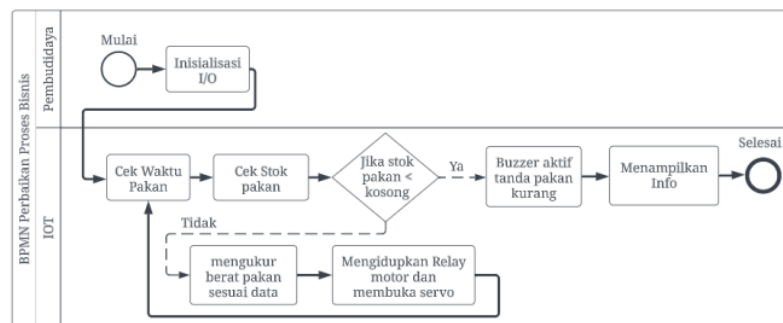 BPMN Perbaikan Proses Bisnis
Pembudidaya
Mulai
Inisialisasi
I/O
IOT
Cek Waktu
Pakan
Cek Stok
pakan
Jika stok
pakan <
kosong
Ya
Buzzer aktif
tanda pakan
kurang
Menampilkan
Info
Selesai
Tidak
mengukur
berat pakan
sesuai data
Mengidupkan Relay
motor dan
membuka servo